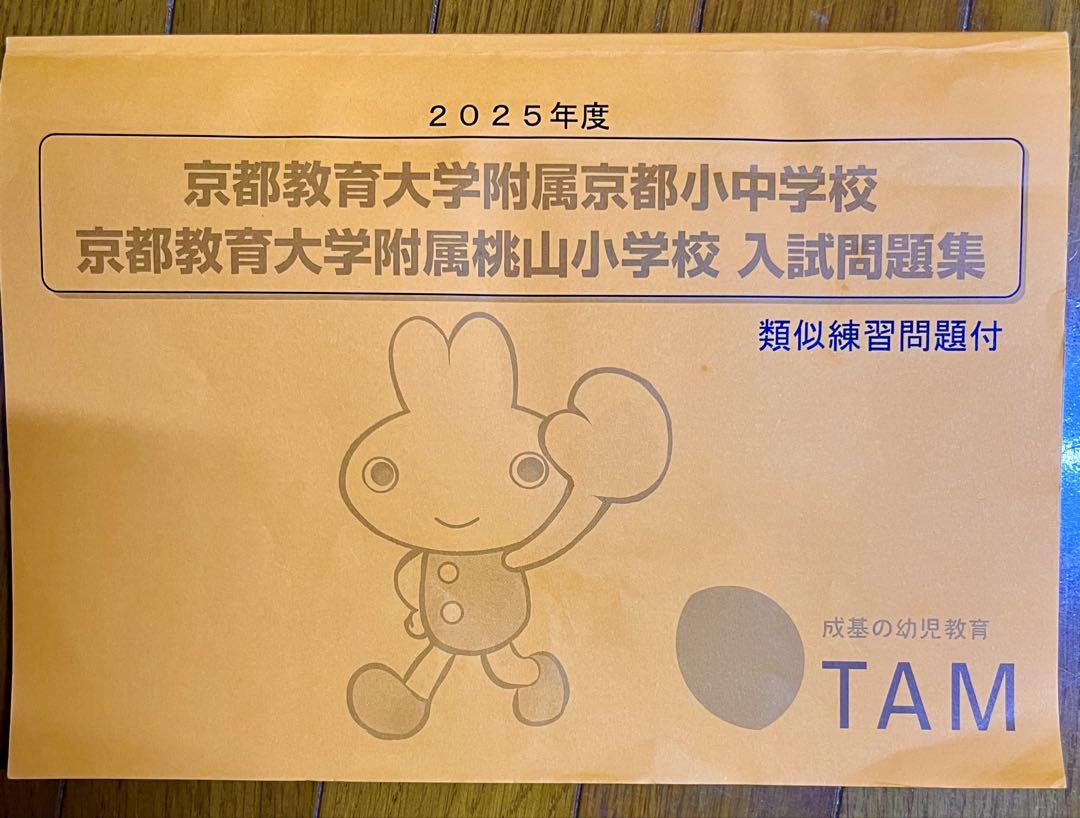 ２０２５年度
京都教育大学附属京都小中学校
京都教育大学附属桃山小学校 入試問題集
類似練習問題付
成基の幼児教育
TAM